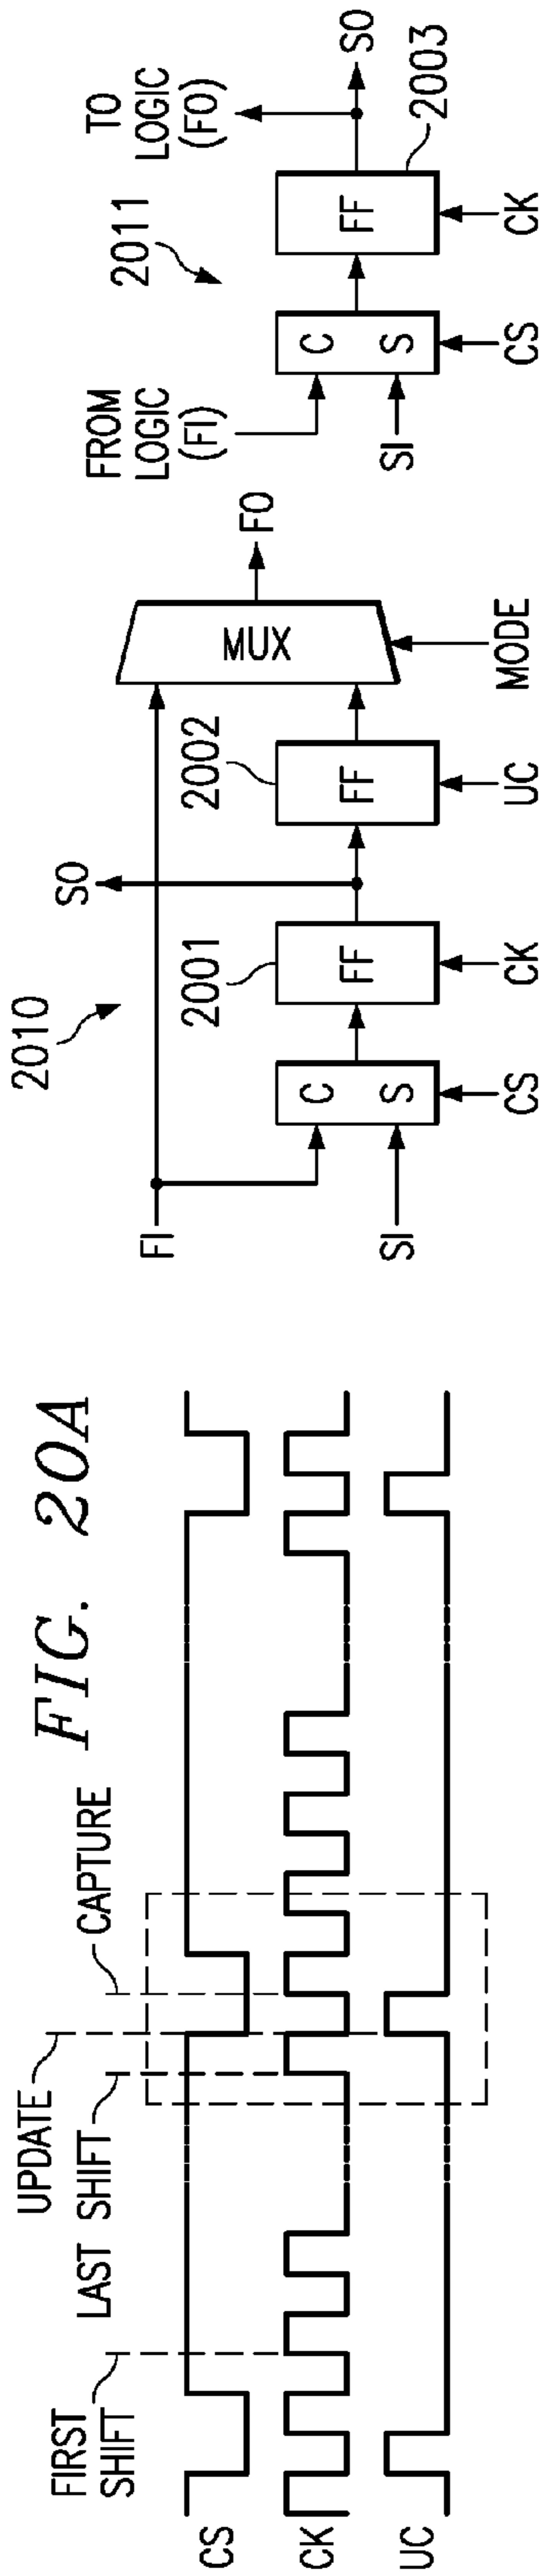 FIG. 20A
FIRST
SHIFT
LAST SHIFT
UPDATE
CAPTURE
CS
CK
UC
2010
SO
FI
SI
C
S
CS
2001
FF
CK
2002
FF
UC
MUX
MODE
FO
FROM
LOGIC
(FI)
SI
C
S
CS
2011
FF
CK
2003
TO
LOGIC
(FO)
SO